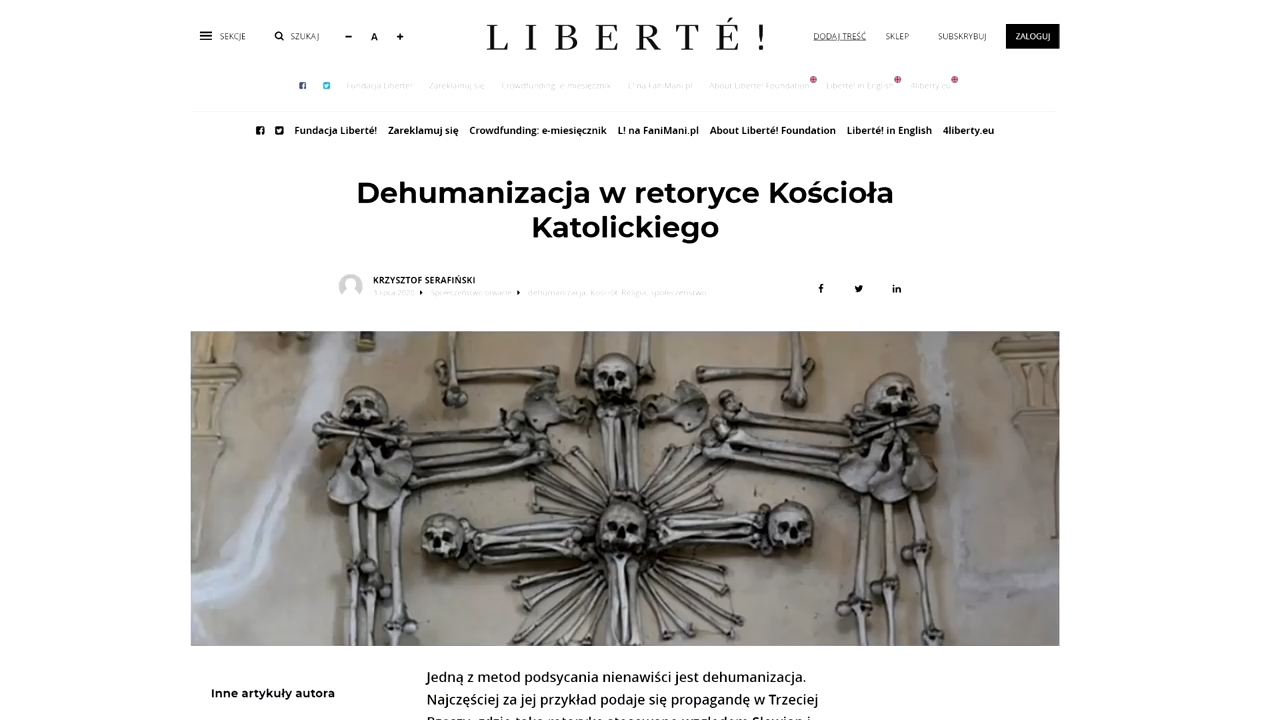 SEKCJE
SZUKAJ
A
LIBERTÉ!
DODAJ TREŚĆ
SKLEP
SUBSKRYBUJ
ZALOGUJ
Fundacja Liberté! Zareklamuj się Crowdfunding: e-miesięcznik L! na FaniMani.pl About Liberté! Foundation Liberté! in English 4liberty.eu
Fundacja Liberté! Zareklamuj się Crowdfunding: e-miesięcznik L! na FaniMani.pl About Liberté! Foundation Liberté! in English 4liberty.eu
Dehumanizacja w retoryce Kościoła
Katolickiego
KRZYSZTOF SERAFIŃSKI
Społeczeństwo otwarte dehumanizacja, Kościół, Religia, społeczeństwo
Inne artykuły autora
Jedną z metod podsycania nienawiści jest dehumanizacja.
Najczęściej za jej przykład podaje się propagandę w Trzeciej